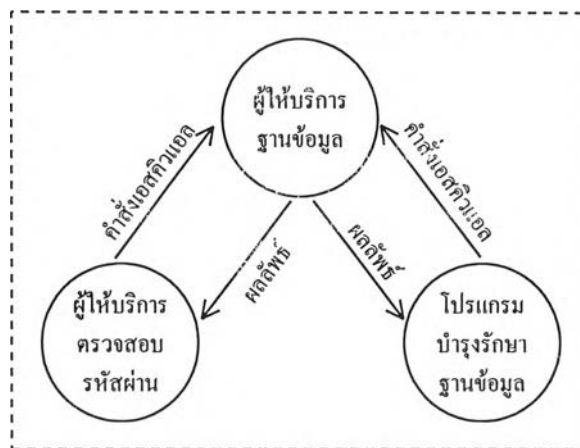 ผู้ให้บริการ
ฐานข้อมูล
คำสั่งเอสคิวแอล
คำสั่งเอสคิวแอล
ผลลัพธ์
ผลลัพธ์
ผู้ให้บริการ
ตรวจสอบ
รหัสผ่าน
โปรแกรม
บำรุงรักษา
ฐานข้อมูล